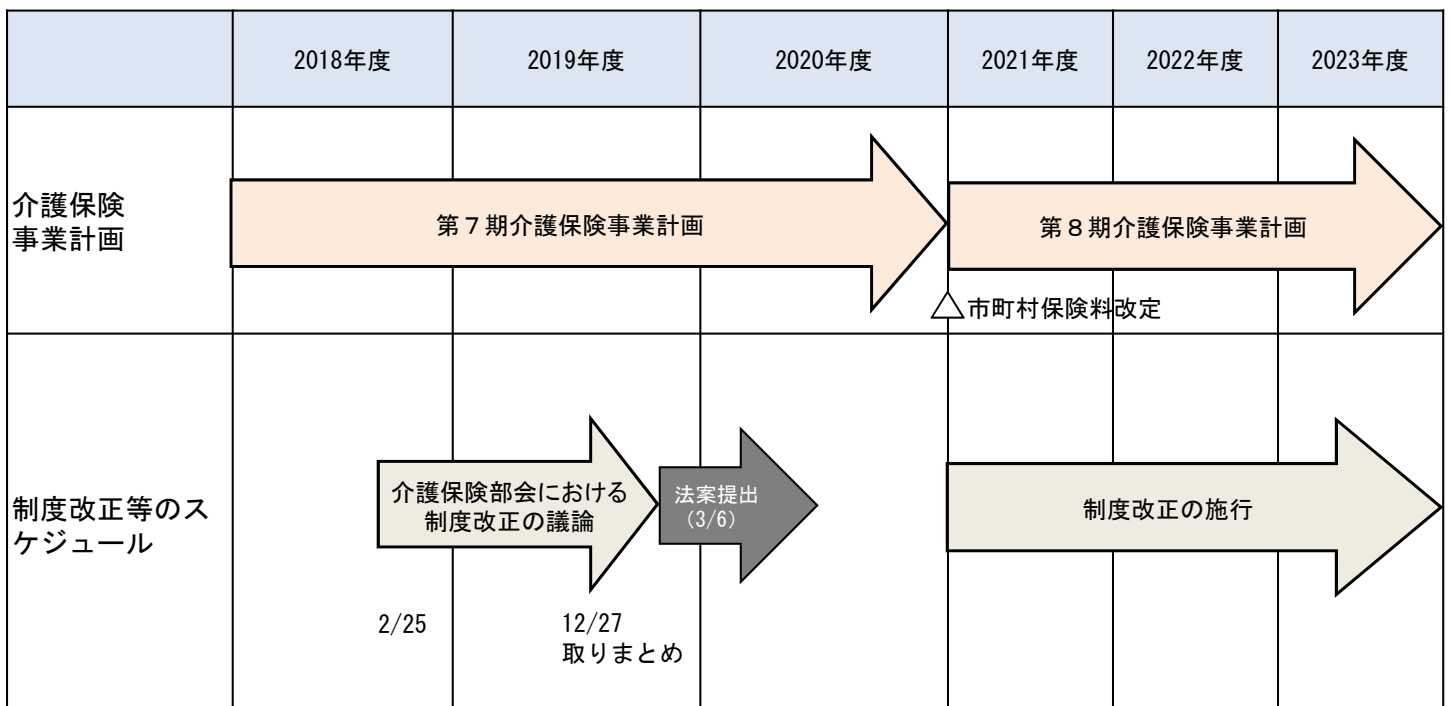 2018年度
2019年度
2020年度
2021年度
2022年度
2023年度
介護保険
事業計画
第７期介護保険事業計画
第８期介護保険事業計画
△市町村保険料改定
制度改正等のス
ケジュール
介護保険部会における
制度改正の議論
法案提出
(3/6)
制度改正の施行
2/25
12/27
取りまとめ